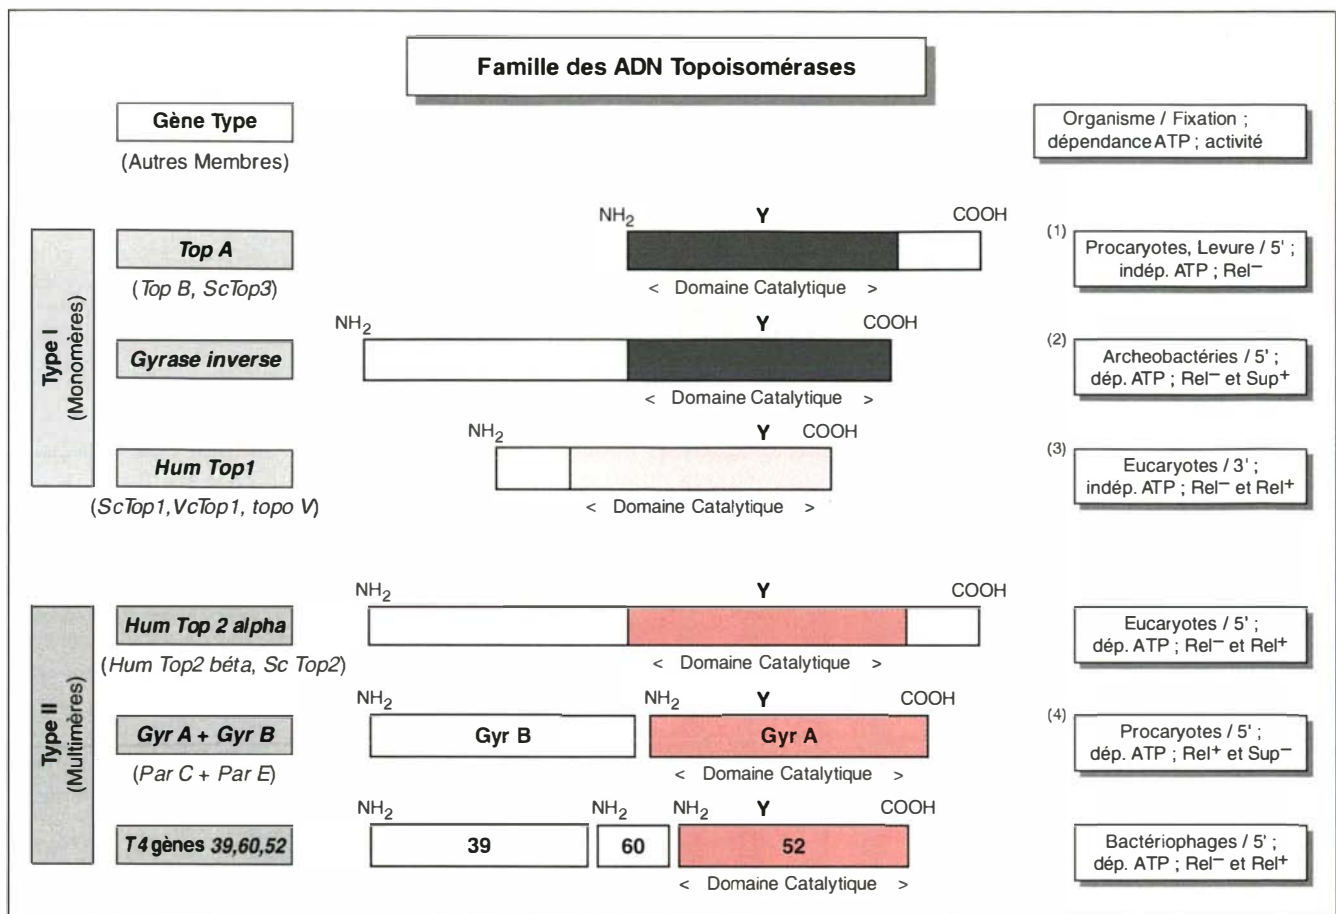 Famille des ADN Topoisomérases
Gène Type
(Autres Membres)
Organisme / Fixation ;
dépendance ATP ; activité
Type I
(Monomères)
NH2 Y COOH
Top A
(Top B, ScTop3)
< Domaine Catalytique >
(1)
Procaryotes, Levure / 5' ;
indép. ATP ; Rel–
NH2 Y COOH
Gyrase inverse
< Domaine Catalytique >
(2)
Archeobactéries / 5' ;
dép. ATP ; Rel– et Sup+
NH2 Y COOH
Hum Top1
(ScTop1,VcTop1, topo V)
< Domaine Catalytique >
(3)
Eucaryotes / 3' ;
indép. ATP ; Rel– et Rel+
Type II
(Multimères)
NH2 Y COOH
Hum Top 2 alpha
(Hum Top2 béta, Sc Top2)
< Domaine Catalytique >
Eucaryotes / 5' ;
dép. ATP ; Rel– et Rel+
NH2 NH2 Y COOH
Gyr A + Gyr B
Gyr B
Gyr A
(Par C + Par E)
< Domaine Catalytique >
(4)
Procaryotes / 5' ;
dép. ATP ; Rel+ et Sup–
NH2 NH2 NH2 Y COOH
T4 gènes 39,60,52
39
60
52
< Domaine Catalytique >
Bactériophages / 5' ;
dép. ATP ; Rel– et Rel+